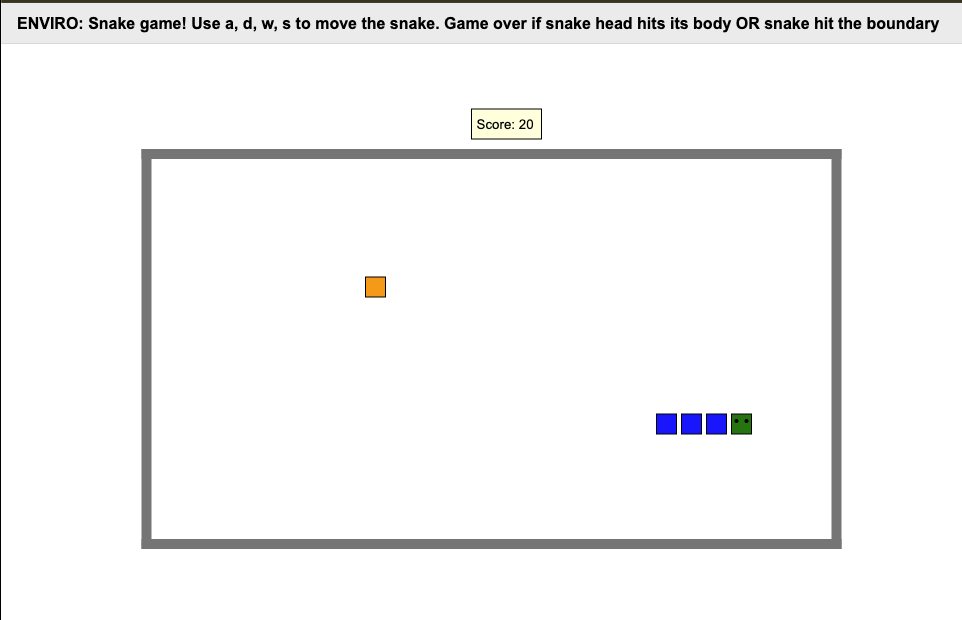 ENVIRO: Snake game! Use a, d, w, s to move the snake. Game over if snake head hits its body OR snake hit the boundary
Score: 20